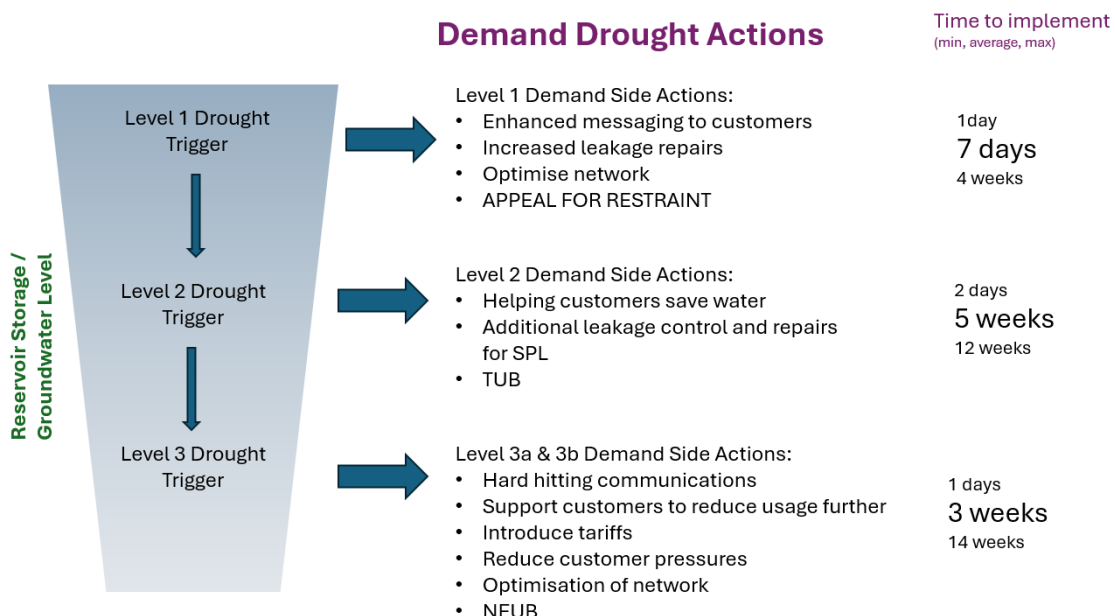 Demand Drought Actions
Time to implement
(min, average, max)
Reservoir Storage /
Groundwater Level
Level 1 Drought
Trigger
Level 1 Demand Side Actions:
• Enhanced messaging to customers
• Increased leakage repairs
• Optimise network
• APPEAL FOR RESTRAINT
1day
7 days
4 weeks
Level 2 Drought
Trigger
Level 2 Demand Side Actions:
• Helping customers save water
• Additional leakage control and repairs
for SPL
• TUB
2 days
5 weeks
12 weeks
Level 3 Drought
Trigger
Level 3a & 3b Demand Side Actions:
• Hard hitting communications
• Support customers to reduce usage further
• Introduce tariffs
• Reduce customer pressures
• Optimisation of network
• NEUB
1 days
3 weeks
14 weeks